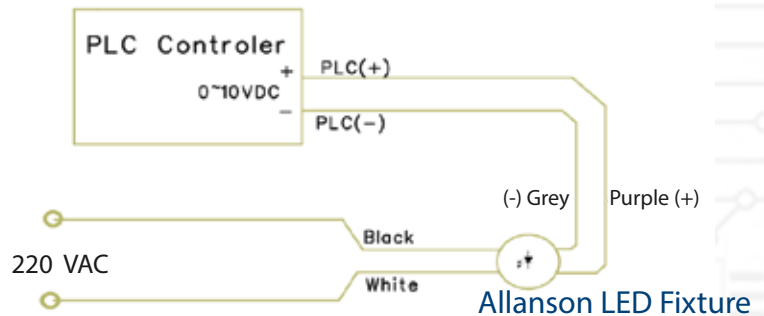 PLC Controler
+
PLC(+)
0~10VDC
−
PLC(−)
(-) Grey
Purple (+)
Black
220 VAC
White
Allanson LED Fixture